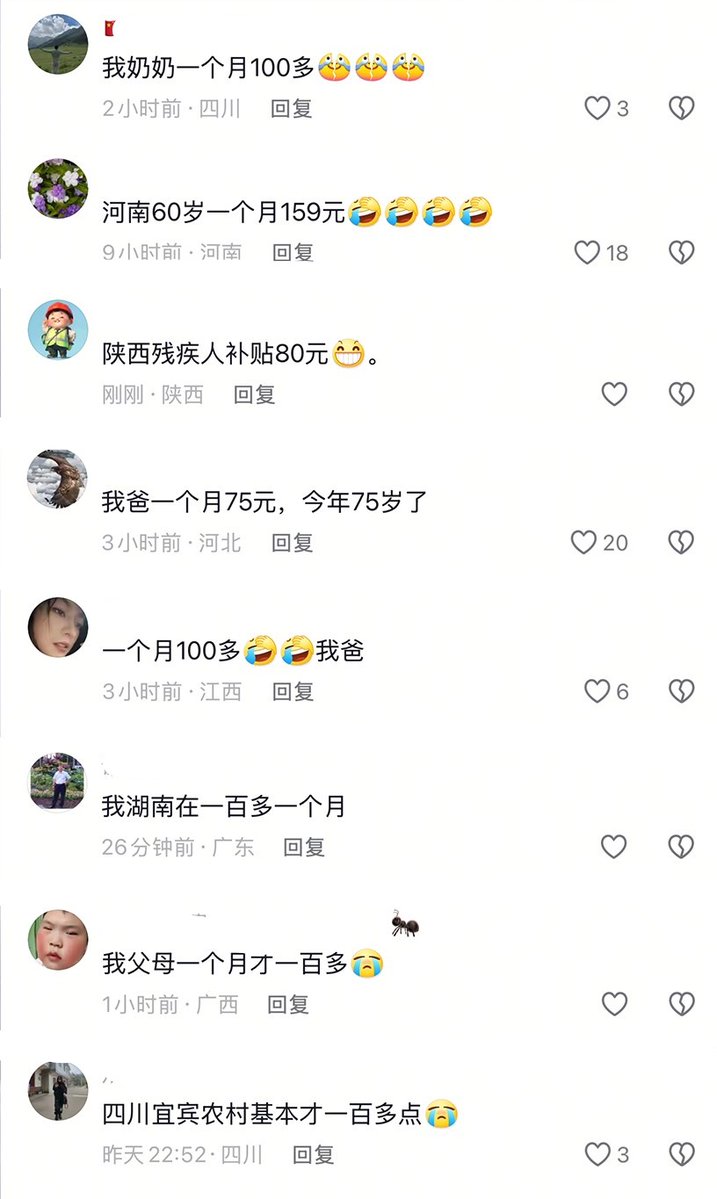 我奶奶一个月100多😹😹😹
2小时前·四川 回复 3
河南60岁一个月159元🤣🤣🤣🤣
9小时前·河南 回复 18
陕西残疾人补贴80元😁。
刚刚·陕西 回复
我爸一个月75元，今年75岁了
3小时前·河北 回复 20
一个月100多🤣🤣我爸
3小时前·江西 回复 6
我湖南在一百多一个月
26分钟前·广东 回复
🐜
我父母一个月才一百多😭
1小时前·广西 回复
四川宜宾农村基本才一百多点😭
昨天22:52·四川 回复 3